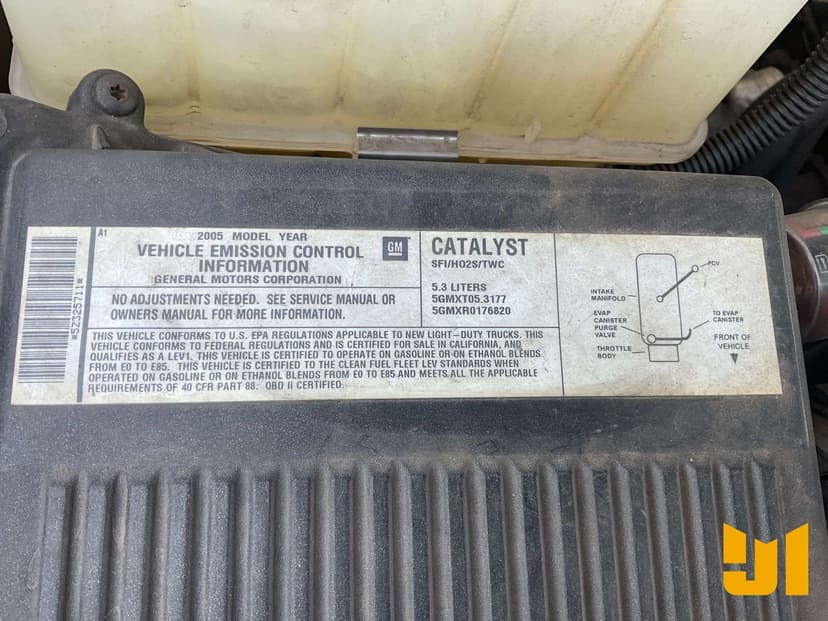 *52325711*
A1
2005 MODEL YEAR
VEHICLE EMISSION CONTROL
INFORMATION
GENERAL MOTORS CORPORATION
GM
NO ADJUSTMENTS NEEDED. SEE SERVICE MANUAL OR
OWNERS MANUAL FOR MORE INFORMATION.
CATALYST
SFI/HO2S/TWC
5.3 LITERS
5GMXT05.3177
5GMXR0176820
THIS VEHICLE CONFORMS TO U.S. EPA REGULATIONS APPLICABLE TO NEW LIGHT-DUTY TRUCKS. THIS
VEHICLE CONFORMS TO FEDERAL REGULATIONS AND IS CERTIFIED FOR SALE IN CALIFORNIA, AND
QUALIFIES AS A LEV1. THIS VEHICLE IS CERTIFIED TO OPERATE ON GASOLINE OR ON ETHANOL BLENDS
FROM E0 TO E85. THIS VEHICLE IS CERTIFIED TO THE CLEAN FUEL FLEET LEV STANDARDS WHEN
OPERATED ON GASOLINE OR ON ETHANOL BLENDS FROM E0 TO E85 AND MEETS ALL THE APPLICABLE
REQUIREMENTS OF 40 CFR PART 88. OBD II CERTIFIED.
PCV
INTAKE
MANIFOLD
EVAP
CANISTER
PURGE
VALVE
THROTTLE
BODY
TO EVAP
CANISTER
FRONT OF
VEHICLE